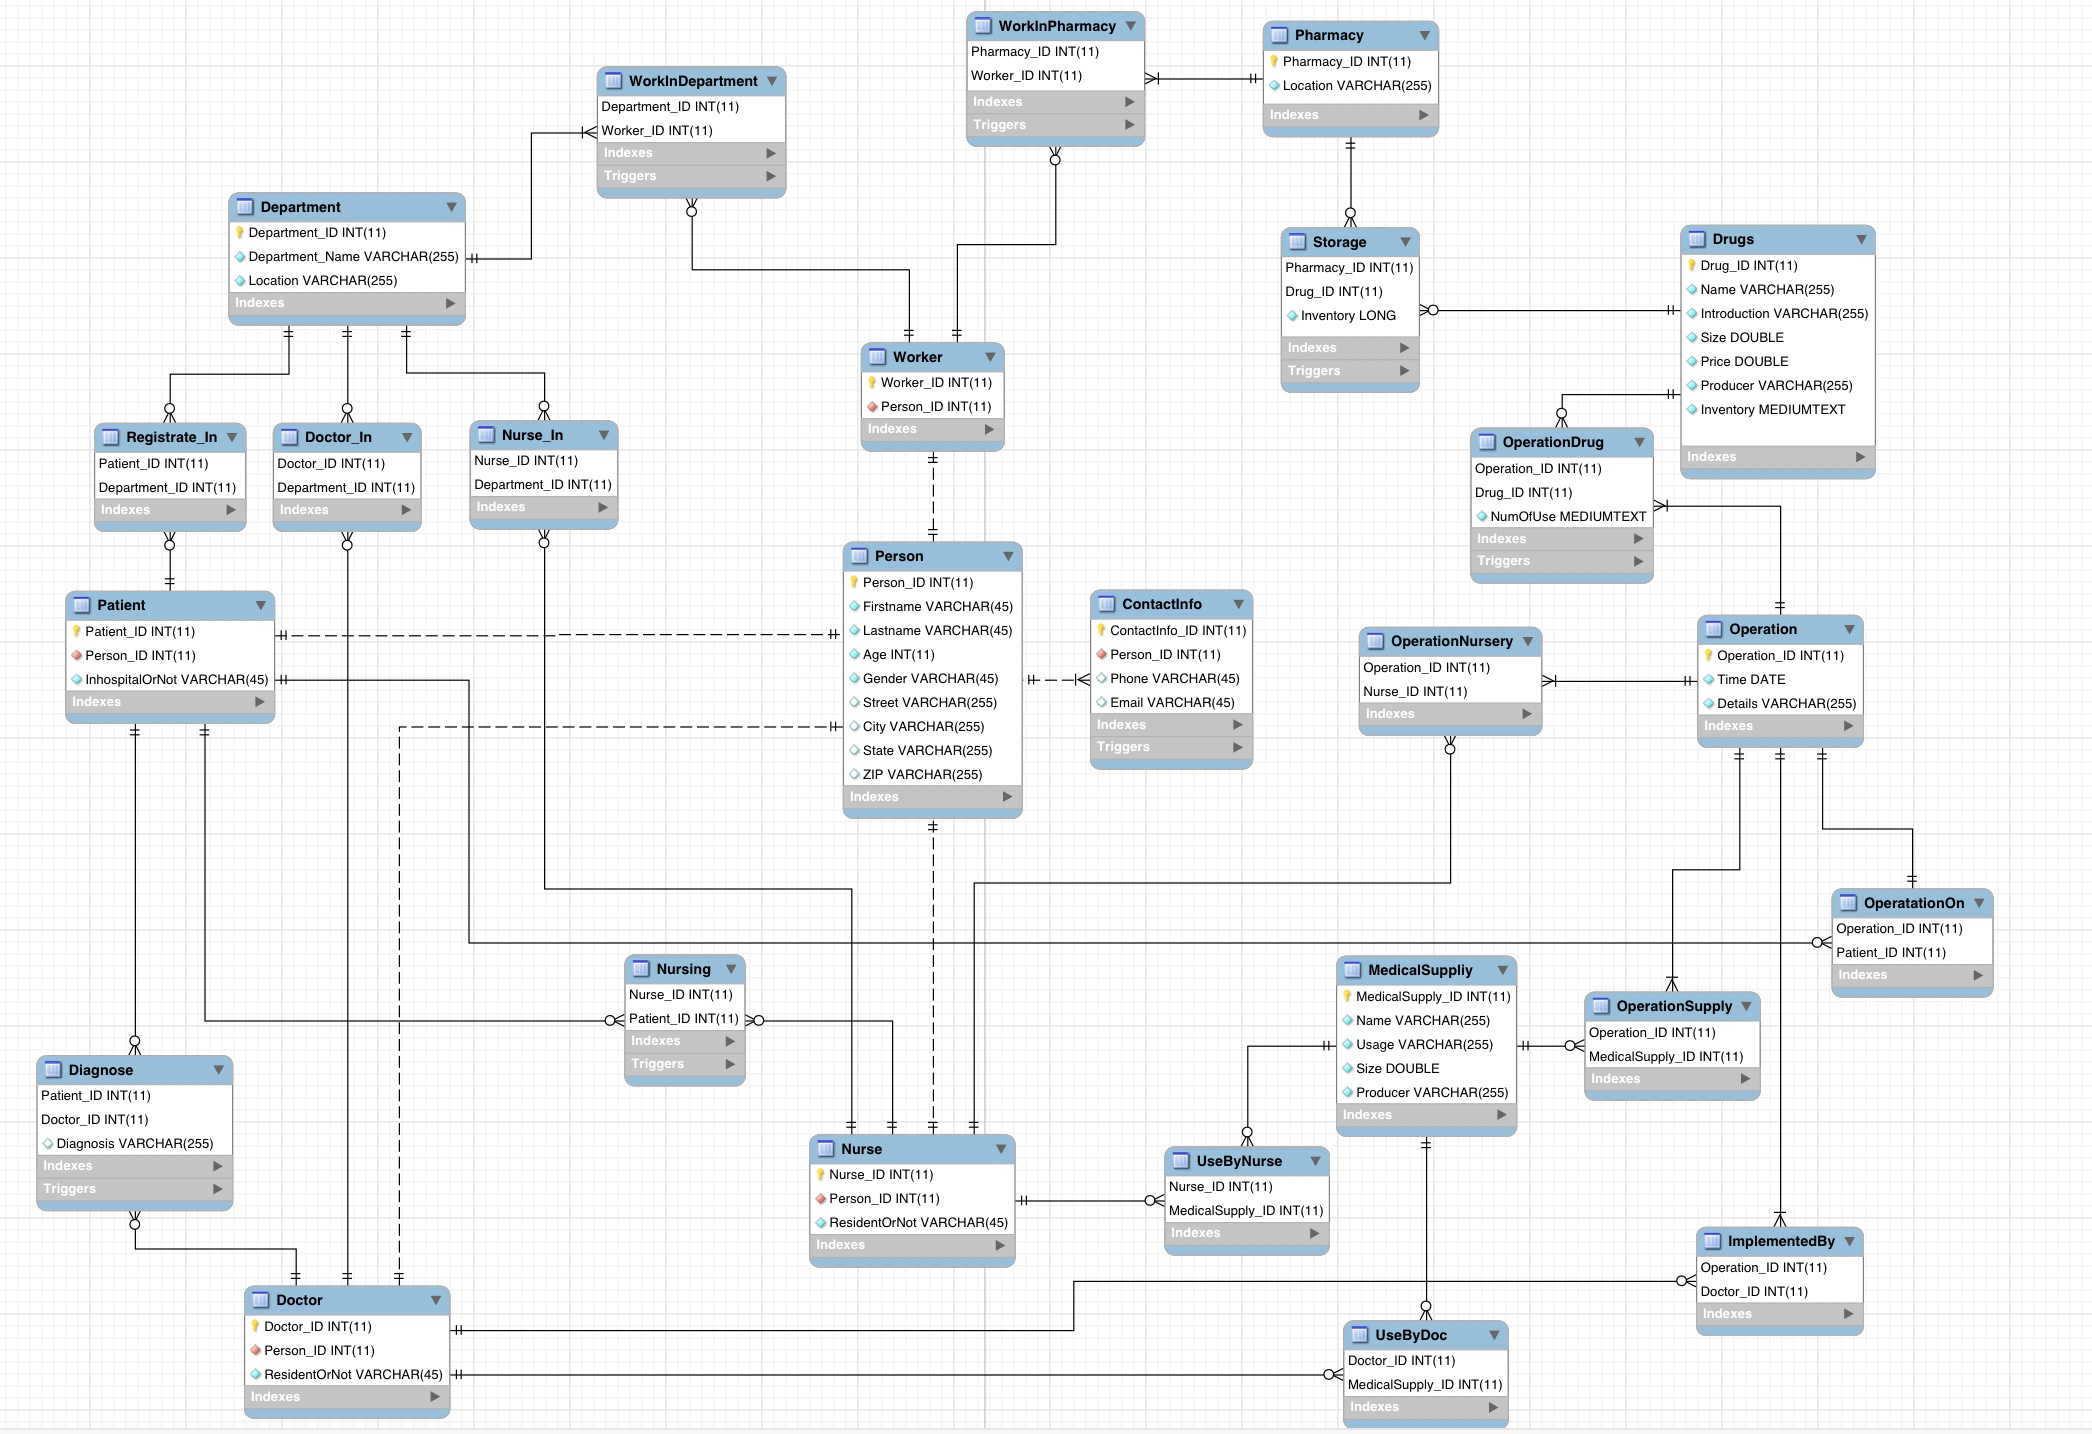 WorkInPharmacy
Pharmacy_ID INT(11)
Worker_ID INT(11)
Indexes
Triggers
Pharmacy
Pharmacy_ID INT(11)
Location VARCHAR(255)
Indexes
WorkInDepartment
Department_ID INT(11)
Worker_ID INT(11)
Indexes
Triggers
Department
Department_ID INT(11)
Department_Name VARCHAR(255)
Location VARCHAR(255)
Indexes
Storage
Pharmacy_ID INT(11)
Drug_ID INT(11)
Inventory LONG
Indexes
Triggers
Drugs
Drug_ID INT(11)
Name VARCHAR(255)
Introduction VARCHAR(255)
Size DOUBLE
Price DOUBLE
Producer VARCHAR(255)
Inventory MEDIUMTEXT
Indexes
Worker
Worker_ID INT(11)
Person_ID INT(11)
Indexes
Registrate_In
Patient_ID INT(11)
Department_ID INT(11)
Indexes
Doctor_In
Doctor_ID INT(11)
Department_ID INT(11)
Indexes
Nurse_In
Nurse_ID INT(11)
Department_ID INT(11)
Indexes
OperationDrug
Operation_ID INT(11)
Drug_ID INT(11)
NumOfUse MEDIUMTEXT
Indexes
Triggers
Person
Person_ID INT(11)
Firstname VARCHAR(45)
Lastname VARCHAR(45)
Age INT(11)
Gender VARCHAR(45)
Street VARCHAR(255)
City VARCHAR(255)
State VARCHAR(255)
ZIP VARCHAR(255)
Indexes
Patient
Patient_ID INT(11)
Person_ID INT(11)
InhospitalOrNot VARCHAR(45)
Indexes
ContactInfo
ContactInfo_ID INT(11)
Person_ID INT(11)
Phone VARCHAR(45)
Email VARCHAR(45)
Indexes
Triggers
OperationNursery
Operation_ID INT(11)
Nurse_ID INT(11)
Indexes
Operation
Operation_ID INT(11)
Time DATE
Details VARCHAR(255)
Indexes
OperatationOn
Operation_ID INT(11)
Patient_ID INT(11)
Indexes
Nursing
Nurse_ID INT(11)
Patient_ID INT(11)
Indexes
Triggers
MedicalSuppliy
MedicalSupply_ID INT(11)
Name VARCHAR(255)
Usage VARCHAR(255)
Size DOUBLE
Producer VARCHAR(255)
Indexes
OperationSupply
Operation_ID INT(11)
MedicalSupply_ID INT(11)
Indexes
Diagnose
Patient_ID INT(11)
Doctor_ID INT(11)
Diagnosis VARCHAR(255)
Indexes
Triggers
Nurse
Nurse_ID INT(11)
Person_ID INT(11)
ResidentOrNot VARCHAR(45)
Indexes
UseByNurse
Nurse_ID INT(11)
MedicalSupply_ID INT(11)
Indexes
ImplementedBy
Operation_ID INT(11)
Doctor_ID INT(11)
Indexes
Doctor
Doctor_ID INT(11)
Person_ID INT(11)
ResidentOrNot VARCHAR(45)
Indexes
UseByDoc
Doctor_ID INT(11)
MedicalSupply_ID INT(11)
Indexes